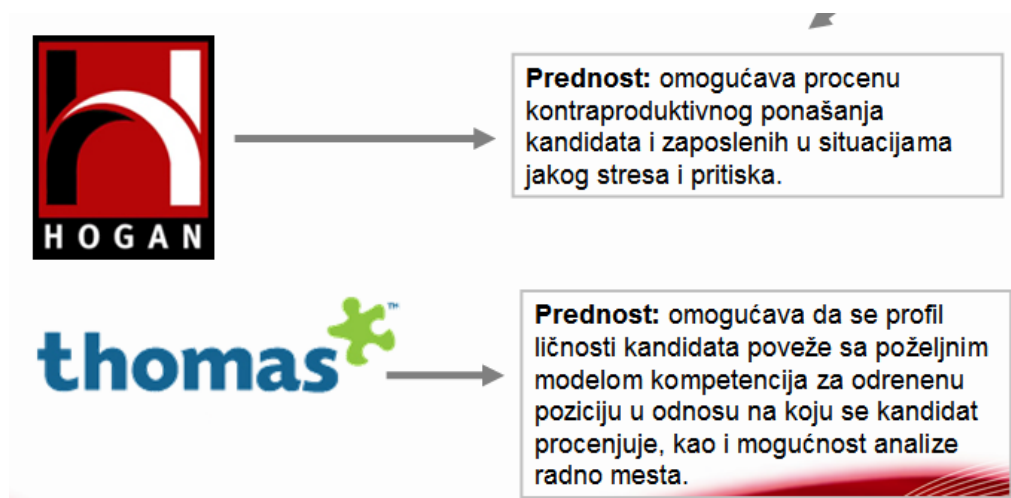 HOGAN
Prednost: omogućava procenu
kontraproduktivnog ponašanja
kandidata i zaposlenih u situacijama
jakog stresa i pritiska.
thomas™
Prednost: omogućava da se profil
ličnosti kandidata poveže sa poželjnim
modelom kompetencija za odrenenu
poziciju u odnosu na koju se kandidat
procenjuje, kao i mogućnost analize
radno mesta.